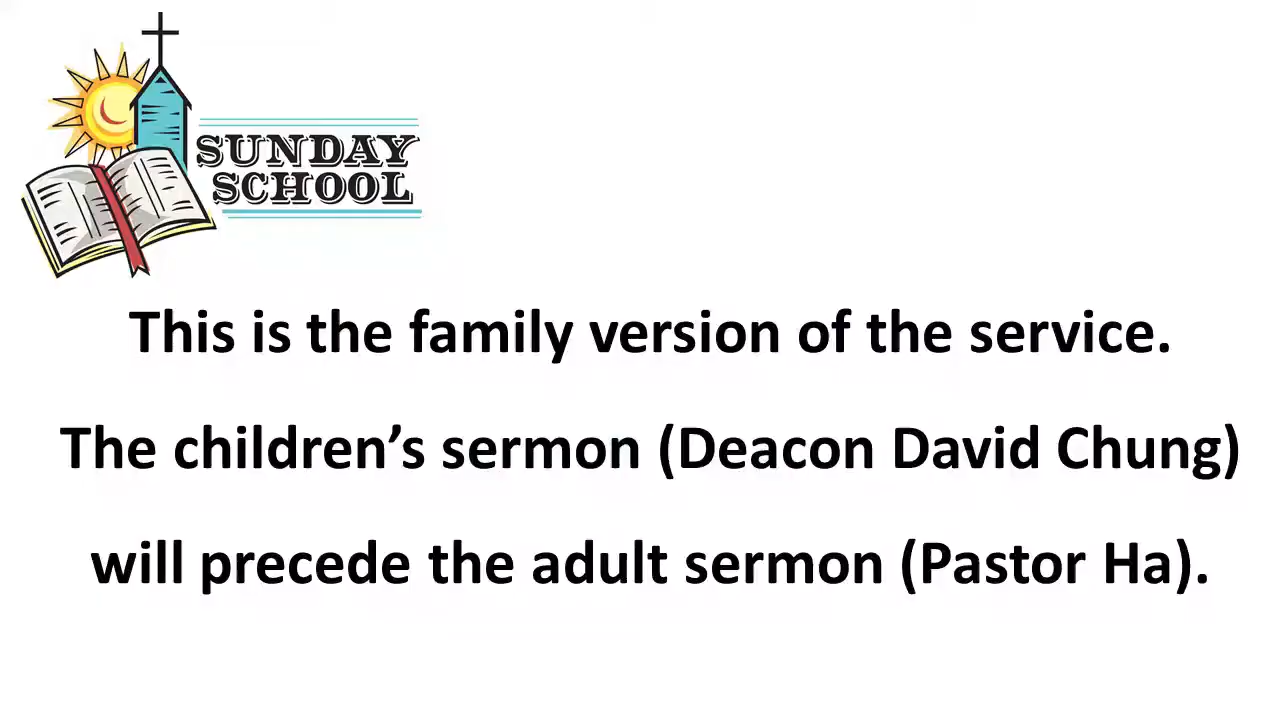 SUNDAY
SCHOOL
This is the family version of the service.
The children’s sermon (Deacon David Chung)
will precede the adult sermon (Pastor Ha).